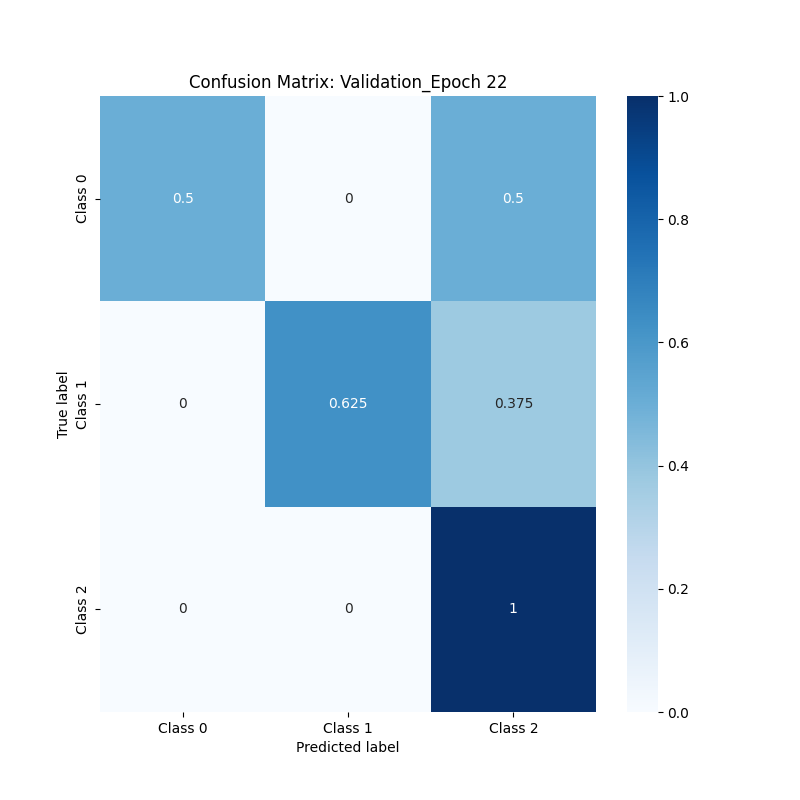 Confusion Matrix: Validation_Epoch 22
True label
Class 0
0.5
0
0.5
Class 1
0
0.625
0.375
Class 2
0
0
1
Class 0
Class 1
Class 2
Predicted label
1.0
0.8
0.6
0.4
0.2
0.0